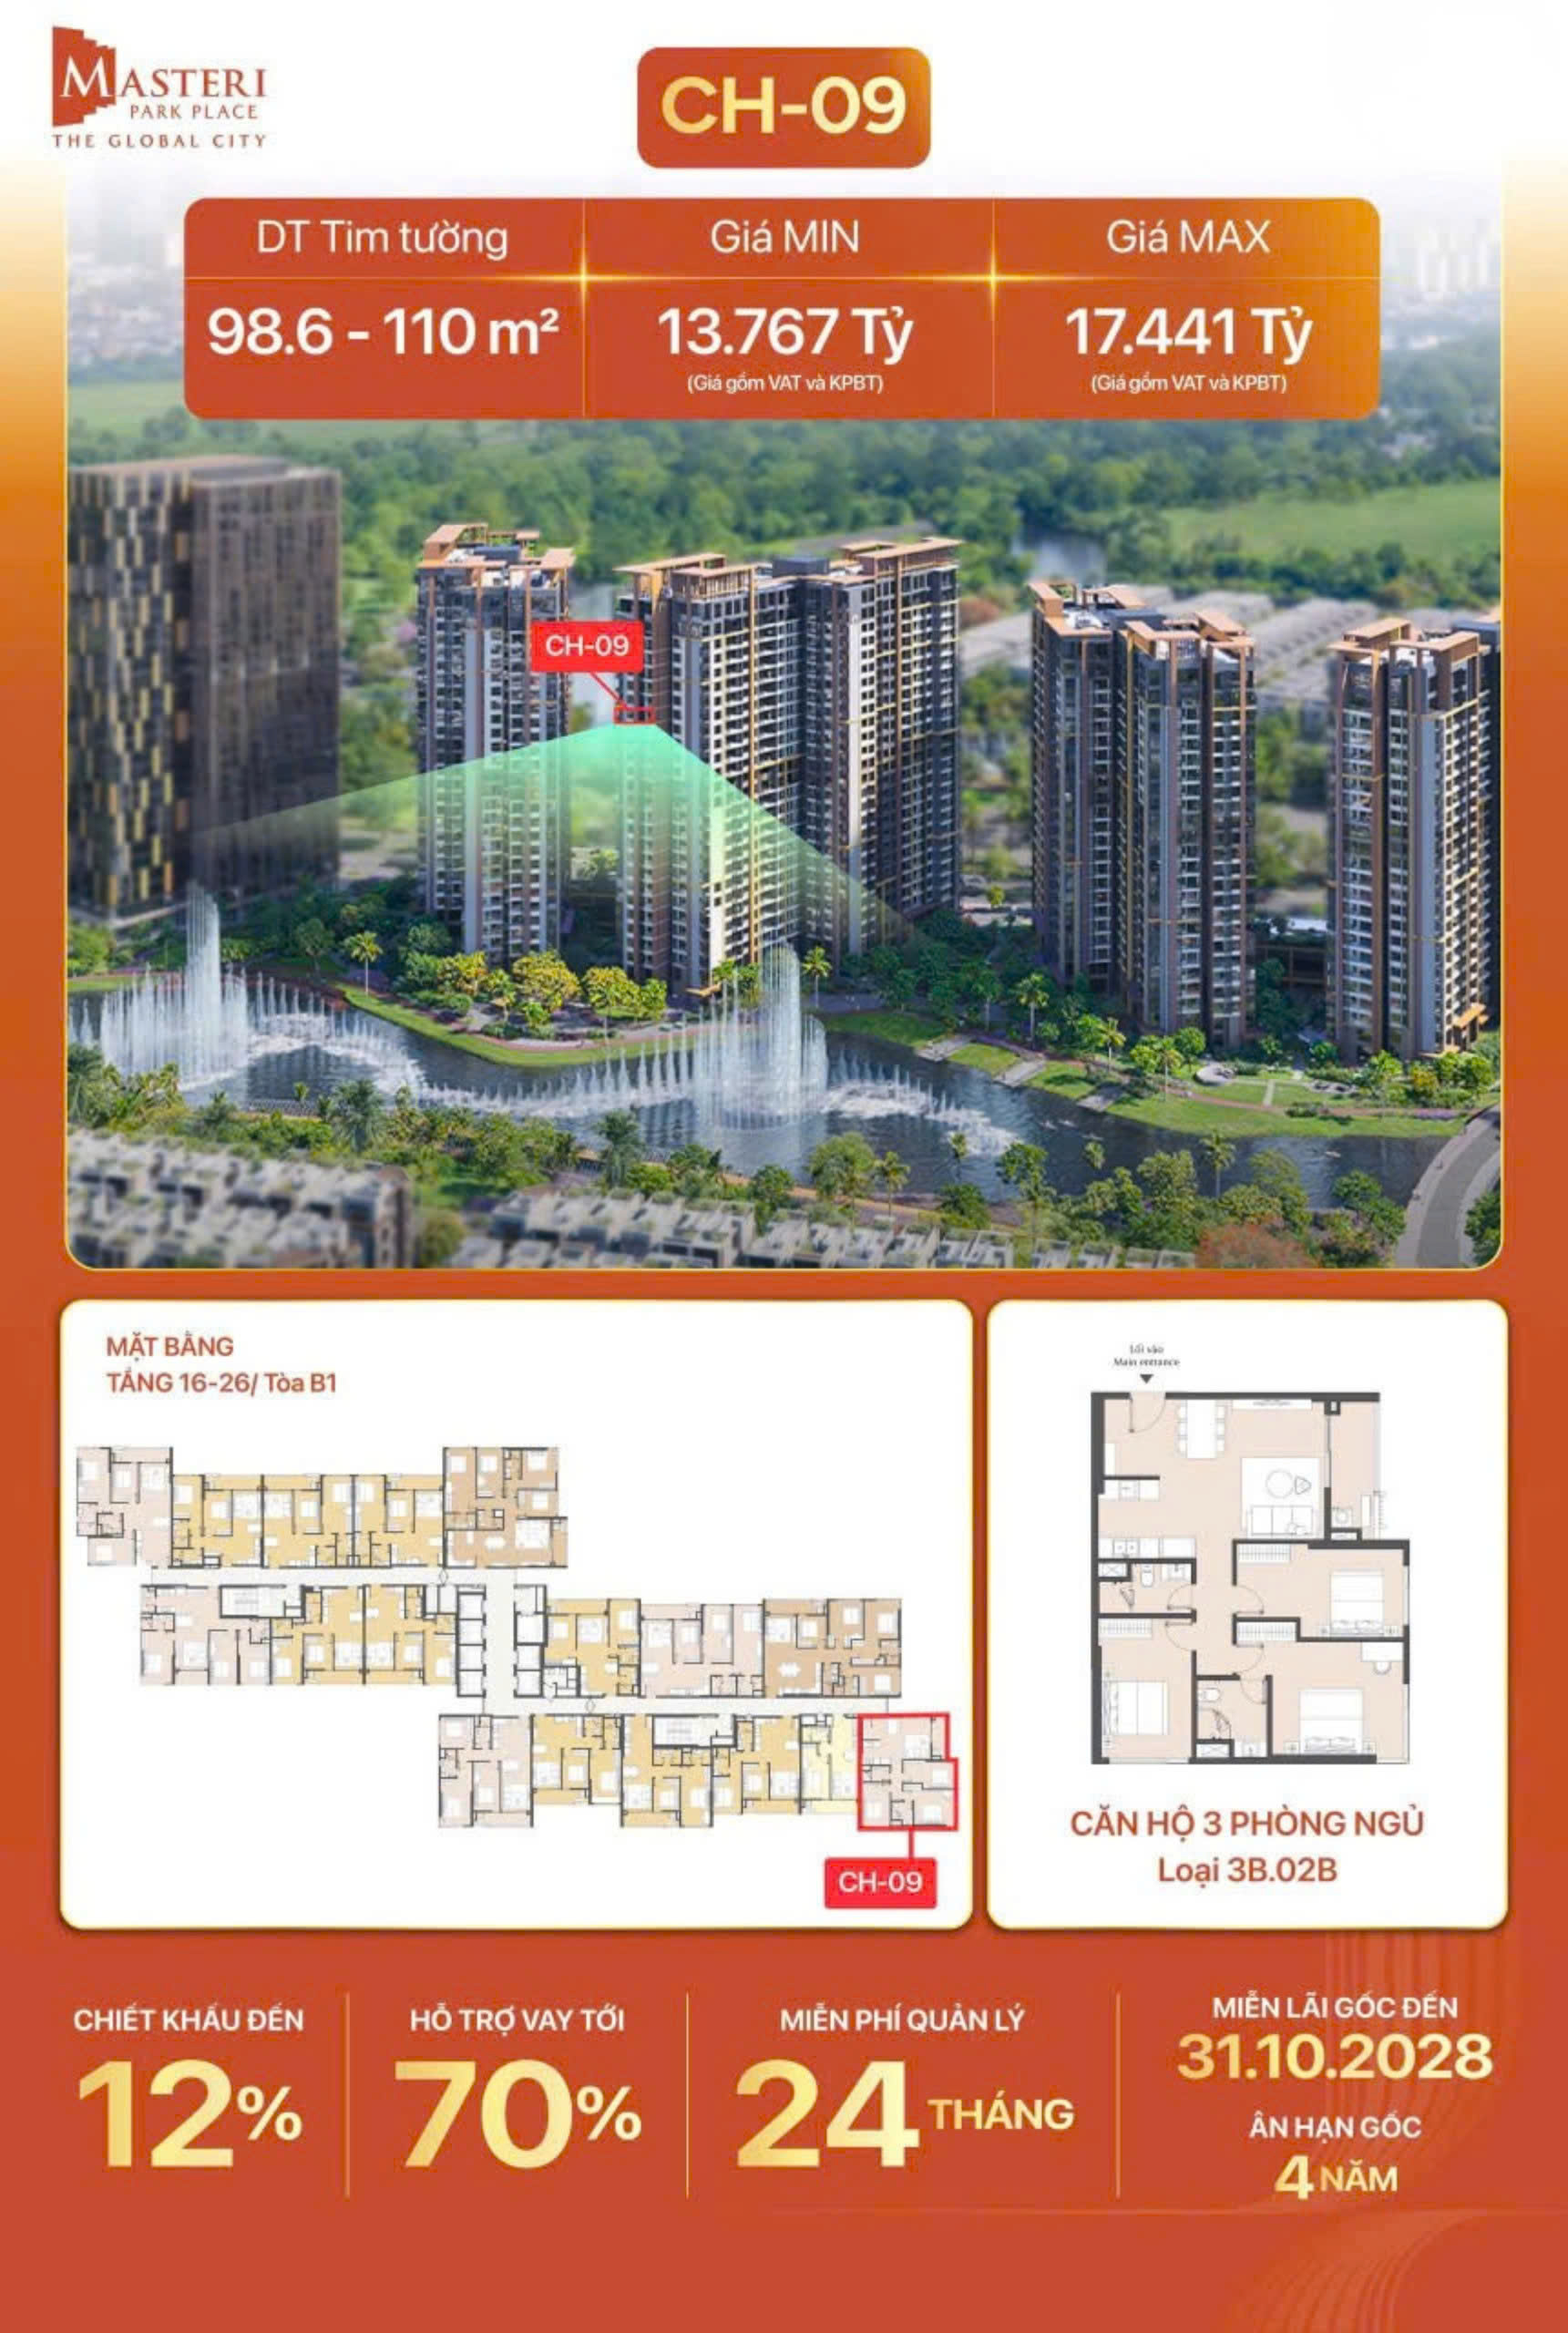 MASTERI
PARK PLACE
THE GLOBAL CITY
CH-09
DT Tim tường
Giá MIN
Giá MAX
98.6 - 110 m²
13.767 Tỷ
17.441 Tỷ
(Giá gồm VAT và KPBT)
(Giá gồm VAT và KPBT)
CH-09
MẶT BẰNG
TẦNG 16-26/ Tòa B1
CH-09
Lối vào
Main entrance
CĂN HỘ 3 PHÒNG NGỦ
Loại 3B.02B
CHIẾT KHẤU ĐẾN
12%
HỖ TRỢ VAY TỚI
70%
MIỄN PHÍ QUẢN LÝ
24 THÁNG
MIỄN LÃI GỐC ĐẾN
31.10.2028
ÂN HẠN GỐC
4 NĂM